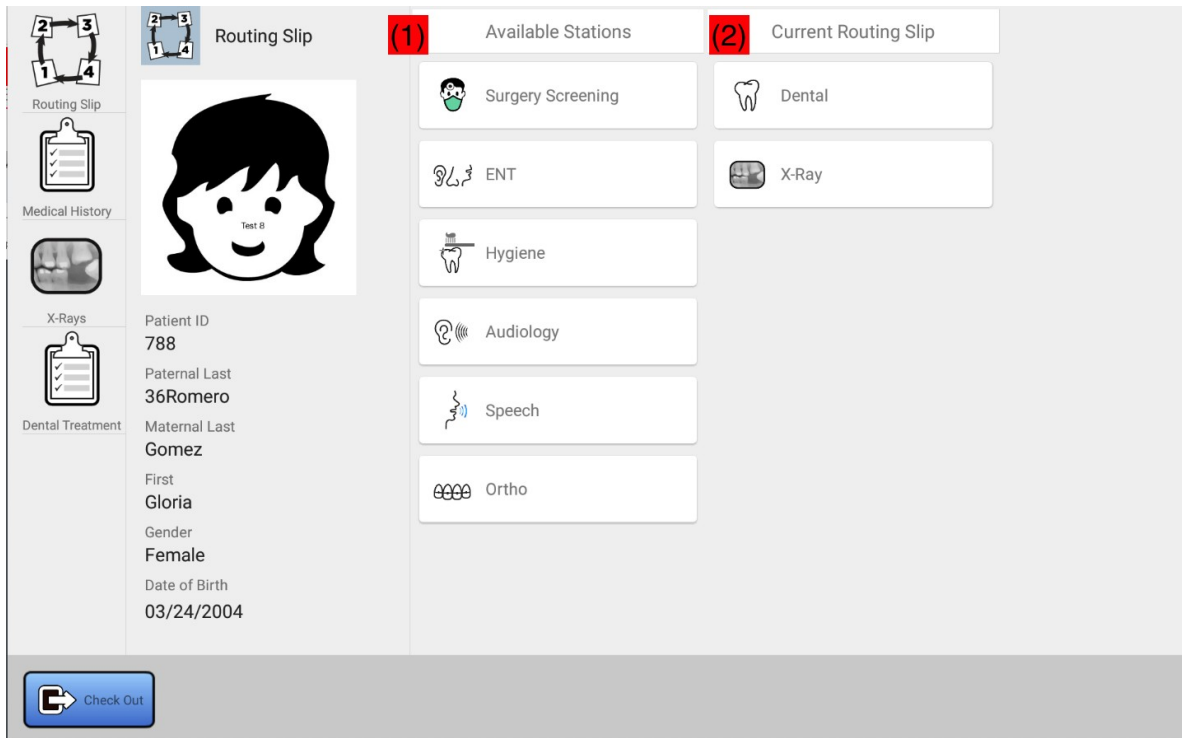 2 3
1 4
Routing Slip
Medical History
X-Rays
Dental Treatment
2 3
1 4
Routing Slip
Test 8
Patient ID
788
Paternal Last
36Romero
Maternal Last
Gomez
First
Gloria
Gender
Female
Date of Birth
03/24/2004
(1) Available Stations
Surgery Screening
ENT
Hygiene
Audiology
Speech
Ortho
(2) Current Routing Slip
Dental
X-Ray
Check Out